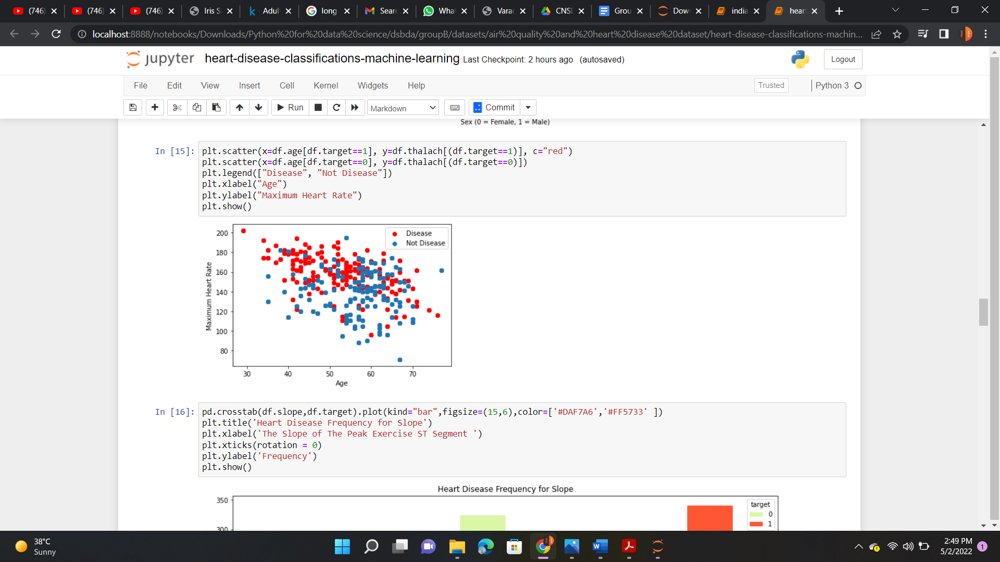 (746) (746) (746) Iris S Adul long Sear Wha Vara CNSL Grou Dow india hear
localhost:8888/notebooks/Downloads/Python%20for%20data%20science/dsbda/groupB/datasets/air%20quality%20and%20heart%20disease%20dataset/heart-disease-classifications-machin...
jupyter heart-disease-classifications-machine-learning Last Checkpoint: 2 hours ago (autosaved) Logout
File Edit View Insert Cell Kernel Widgets Help Trusted Python 3
Run Markdown Commit
Sex (0 = Female, 1 = Male)
In [15]: plt.scatter(x=df.age[df.target==1], y=df.thalach[(df.target==1)], c="red")
plt.scatter(x=df.age[df.target==0], y=df.thalach[(df.target==0)])
plt.legend(["Disease", "Not Disease"])
plt.xlabel("Age")
plt.ylabel("Maximum Heart Rate")
plt.show()
200
180
160
140
120
100
80
Maximum Heart Rate
Disease
Not Disease
30 40 50 60 70
Age
In [16]: pd.crosstab(df.slope,df.target).plot(kind="bar",figsize=(15,6),color=['#DAF7A6','#FF5733' ])
plt.title('Heart Disease Frequency for Slope')
plt.xlabel('The Slope of The Peak Exercise ST Segment ')
plt.xticks(rotation = 0)
plt.ylabel('Frequency')
plt.show()
Heart Disease Frequency for Slope
350
300
target
0
1
38°C
Sunny
2:49 PM
5/2/2022
1